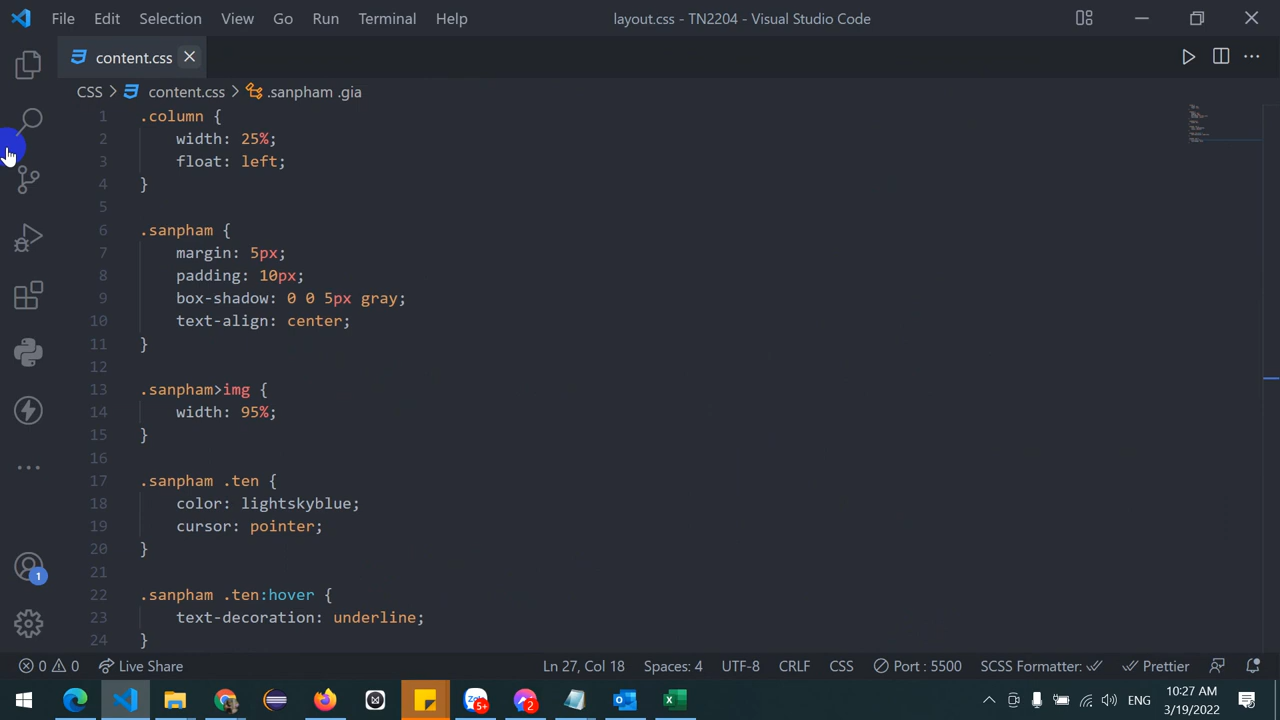 File Edit Selection View Go Run Terminal Help layout.css - TN2204 - Visual Studio Code
content.css
CSS > content.css > .sanpham .gia
1 .column {
2 width: 25%;
3 float: left;
4 }
5
6 .sanpham {
7 margin: 5px;
8 padding: 10px;
9 box-shadow: 0 0 5px gray;
10 text-align: center;
11 }
12
13 .sanpham>img {
14 width: 95%;
15 }
16
17 .sanpham .ten {
18 color: lightskyblue;
19 cursor: pointer;
20 }
21
22 .sanpham .ten:hover {
23 text-decoration: underline;
24 }
1
0 0 Live Share Ln 27, Col 18 Spaces: 4 UTF-8 CRLF CSS Port : 5500 SCSS Formatter: Prettier
Zalo 5+ 2 ENG 10:27 AM
3/19/2022